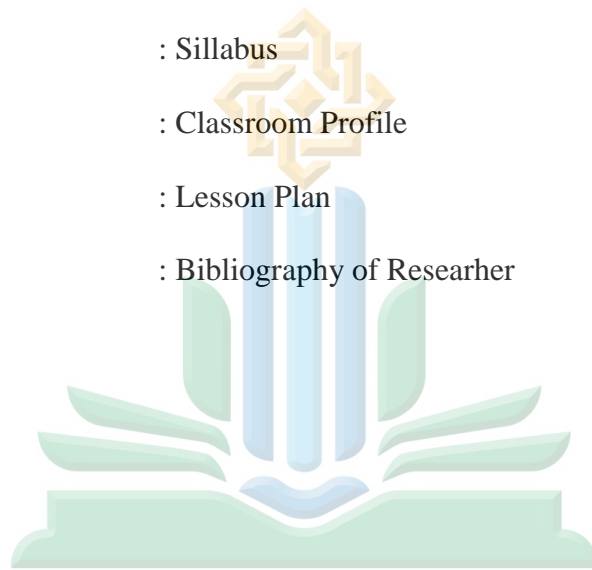 : Sillabus
: Classroom Profile
: Lesson Plan
: Bibliography of Researher